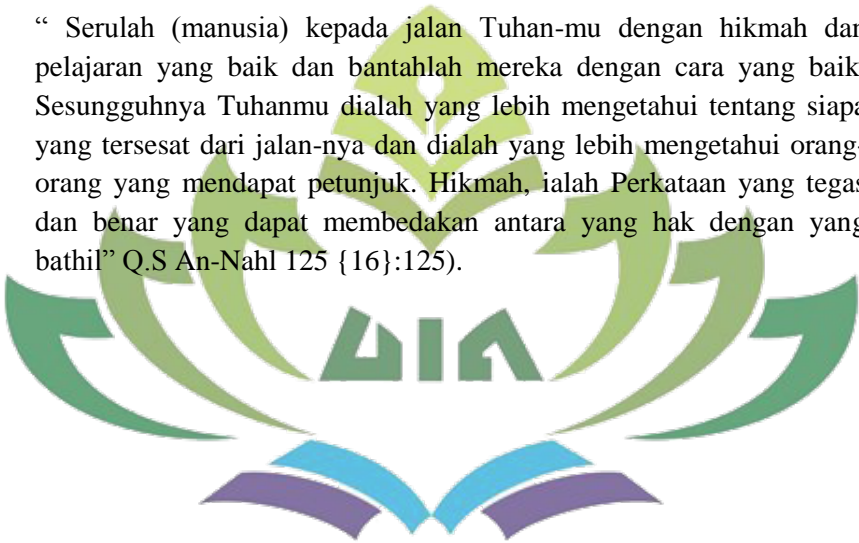 “ Serulah (manusia) kepada jalan Tuhan-mu dengan hikmah dan
pelajaran yang baik dan bantahlah mereka dengan cara yang baik
Sesungguhnya Tuhanmu dialah yang lebih mengetahui tentang siapa
yang tersesat dari jalan-nya dan dialah yang lebih mengetahui orang-
orang yang mendapat petunjuk. Hikmah, ialah Perkataan yang tegas
dan benar yang dapat membedakan antara yang hak dengan yang
bathil” Q.S An-Nahl 125 {16}:125).
UIN